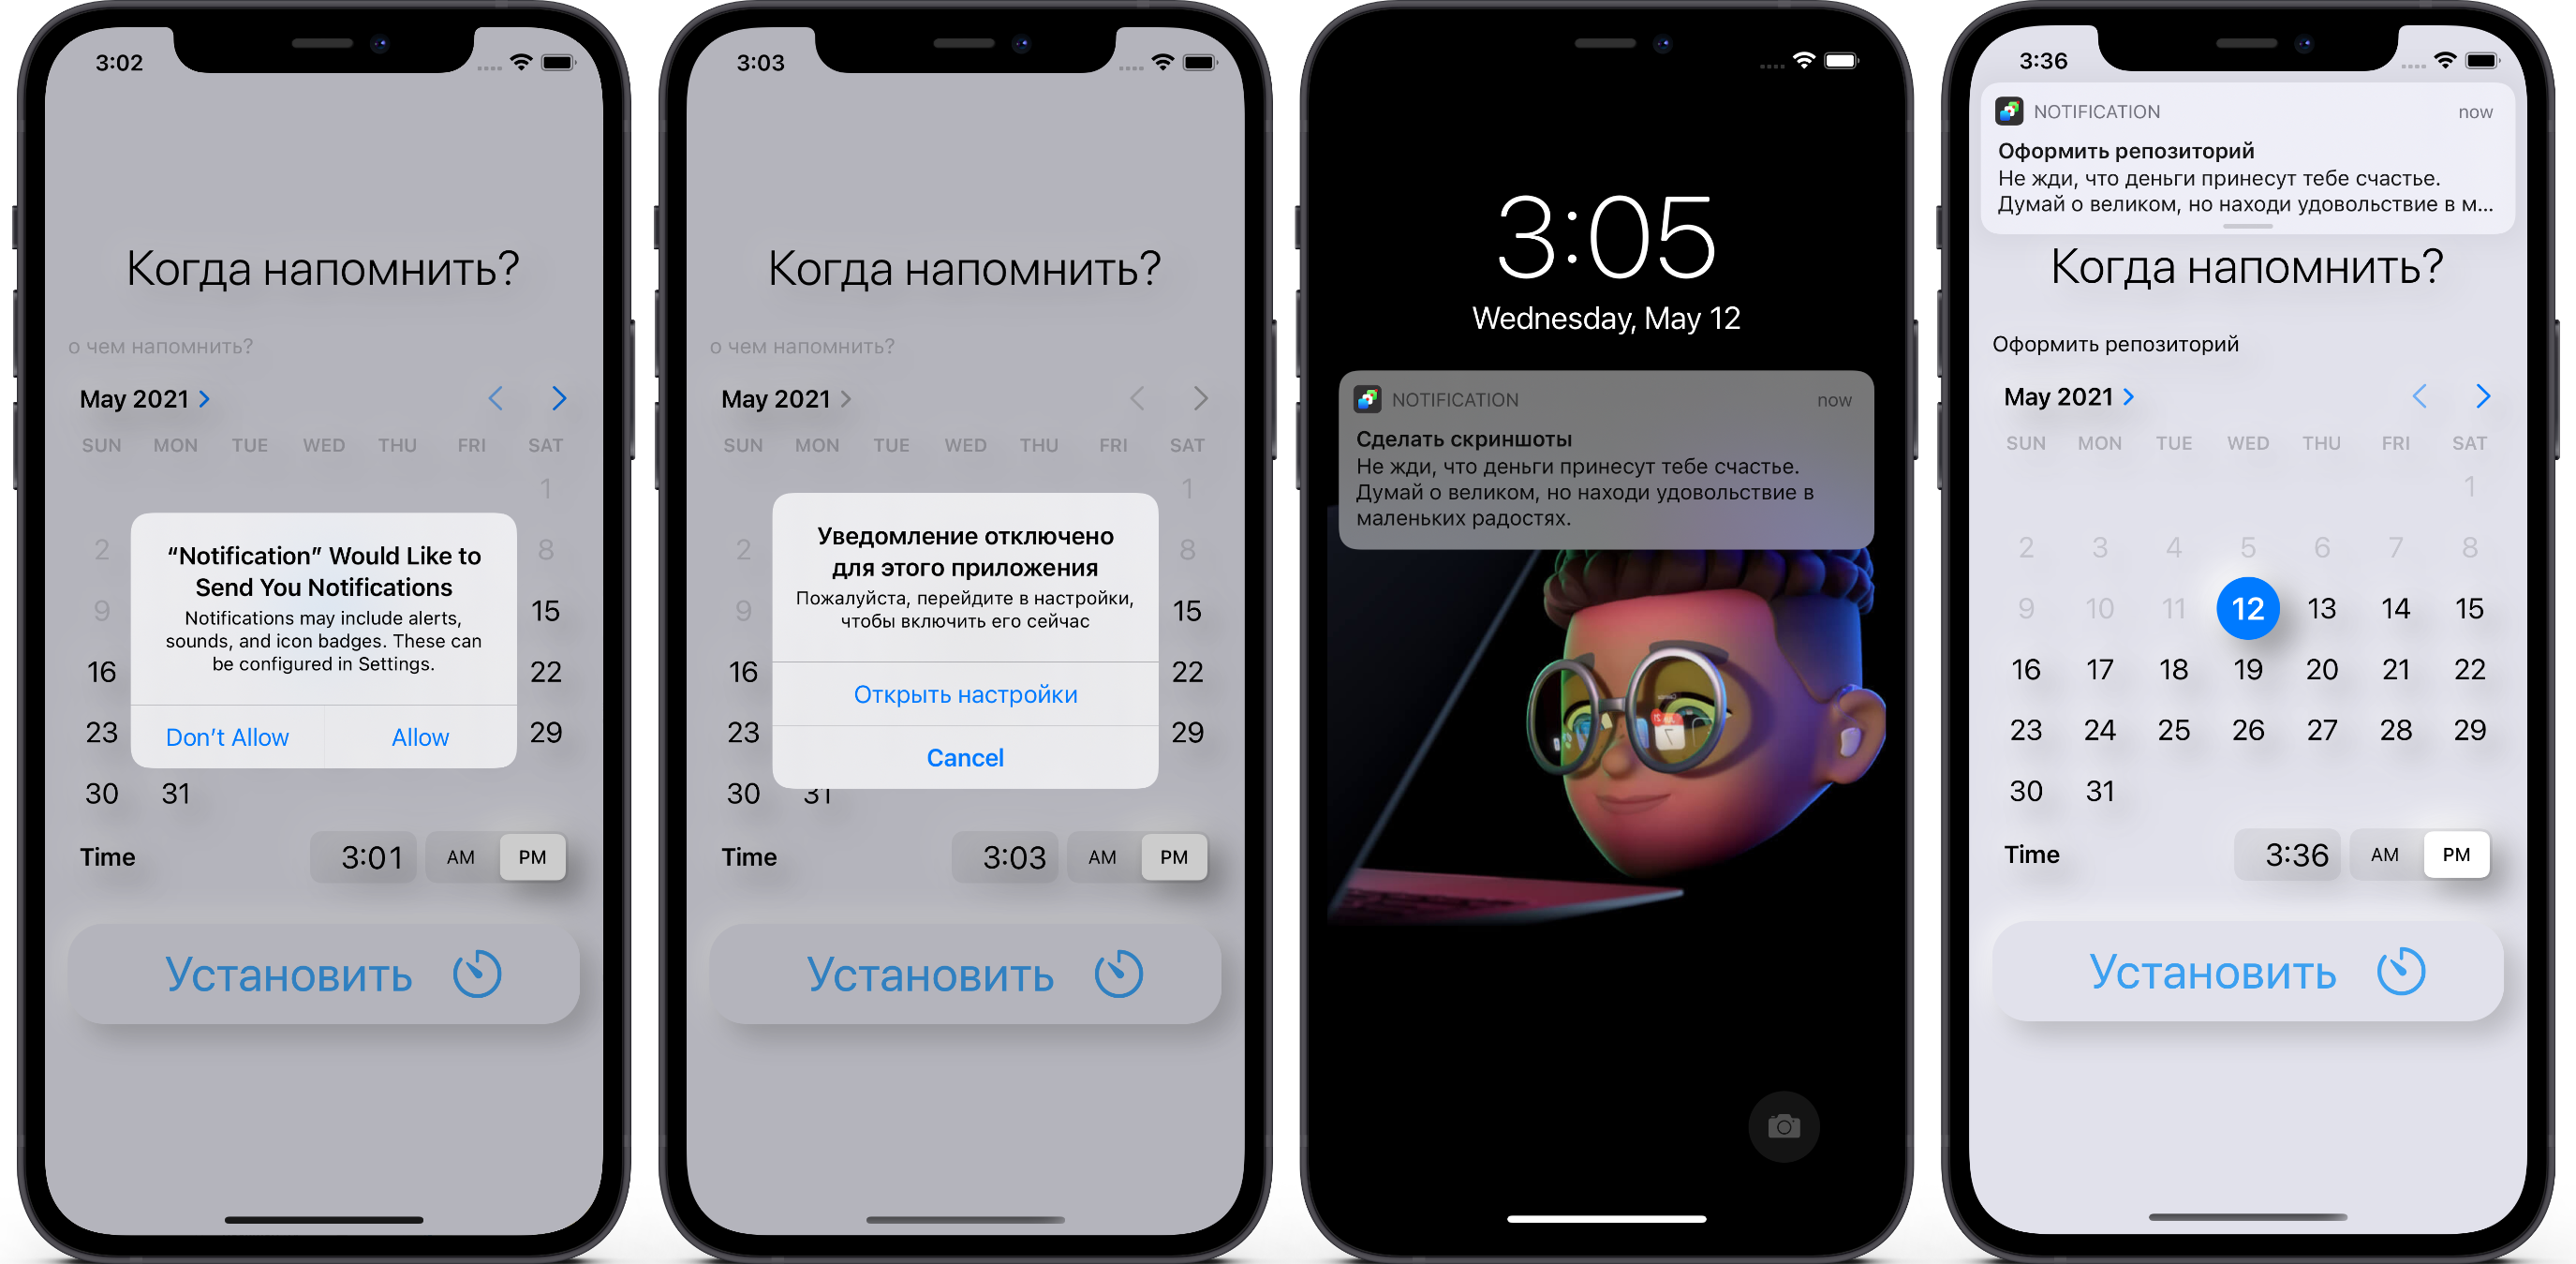 3:02
Когда напомнить?
о чем напомнить?
May 2021
SUN MON TUE WED THU FRI SAT
1
2 8
“Notification” Would Like to
Send You Notifications
Notifications may include alerts,
sounds, and icon badges. These can
be configured in Settings.
Don’t Allow Allow
9 15
16 22
23 29
30 31
Time 3:01 AM PM
Установить
3:03
Когда напомнить?
о чем напомнить?
May 2021
SUN MON TUE WED THU FRI SAT
1
2 8
Уведомление отключено
для этого приложения
Пожалуйста, перейдите в настройки,
чтобы включить его сейчас
Открыть настройки
Cancel
9 15
16 22
23 29
30 31
Time 3:03 AM PM
Установить
3:05
Wednesday, May 12
NOTIFICATION now
Сделать скриншоты
Не жди, что деньги принесут тебе счастье.
Думай о великом, но находи удовольствие в
маленьких радостях.
3:36
NOTIFICATION now
Оформить репозиторий
Не жди, что деньги принесут тебе счастье.
Думай о великом, но находи удовольствие в м...
Когда напомнить?
Оформить репозиторий
May 2021
SUN MON TUE WED THU FRI SAT
1
2 3 4 5 6 7 8
9 10 11 12 13 14 15
16 17 18 19 20 21 22
23 24 25 26 27 28 29
30 31
Time 3:36 AM PM
Установить